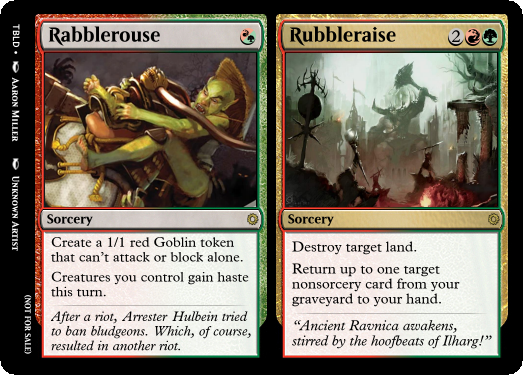 TBLD • Aaron Miller Unknown Artist
(NOT FOR SALE)
Rabblerouse
Sorcery
Create a 1/1 red Goblin token
that can't attack or block alone.
Creatures you control gain haste
this turn.
After a riot, Arrester Hulbein tried
to ban bludgeons. Which, of course,
resulted in another riot.
Rubbleraise 2
Sorcery
Destroy target land.
Return up to one target
nonsorcery card from your
graveyard to your hand.
“Ancient Ravnica awakens,
stirred by the hoofbeats of Ilharg!”